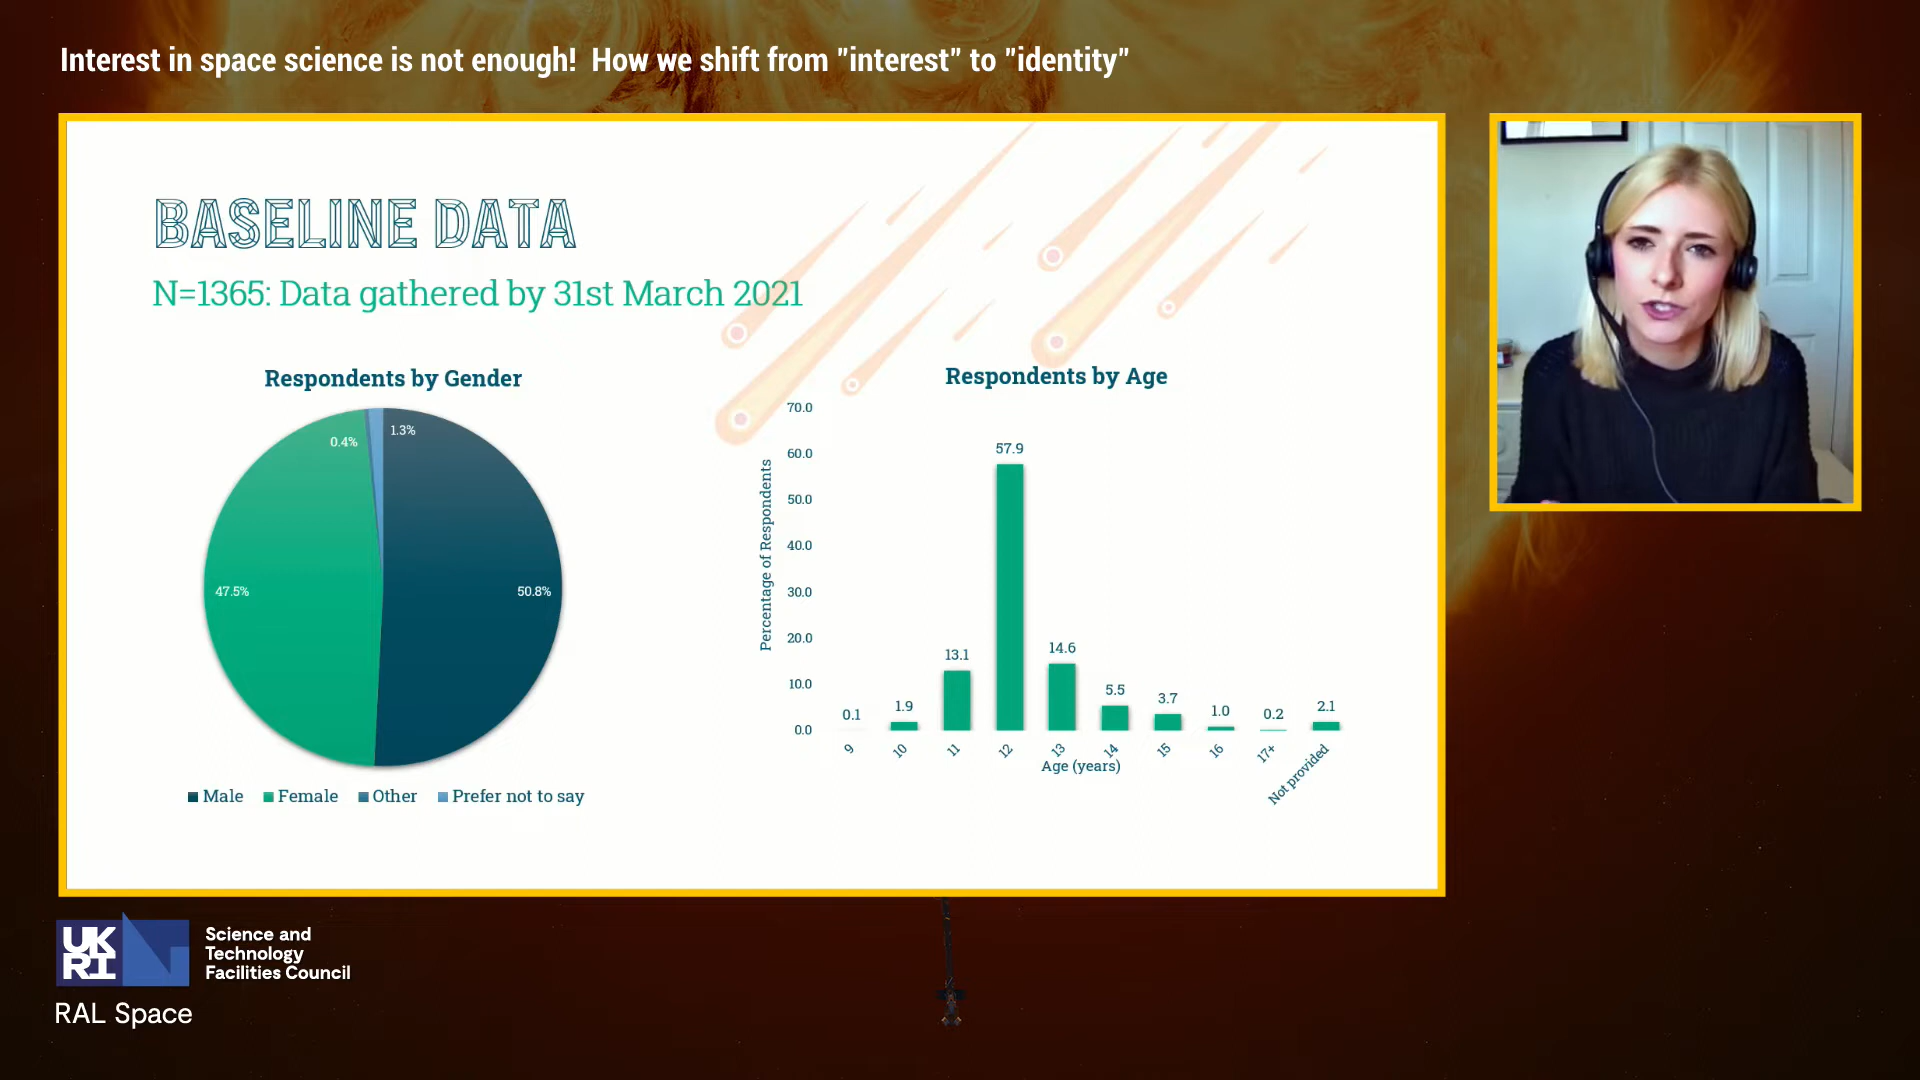 Interest in space science is not enough!  How we shift from "interest" to "identity"
BASELINE DATA
N=1365: Data gathered by 31st March 2021
Respondents by Gender
1.3%
0.4%
47.5%
50.8%
Male Female Other Prefer not to say
Respondents by Age
Percentage of Respondents
70.0
60.0
50.0
40.0
30.0
20.0
10.0
0.0
0.1
1.9
13.1
57.9
14.6
5.5
3.7
1.0
0.2
2.1
9 10 11 12 13 14 15 16 17+ Not provided
Age (years)
UK
RI
Science and
Technology
Facilities Council
RAL Space